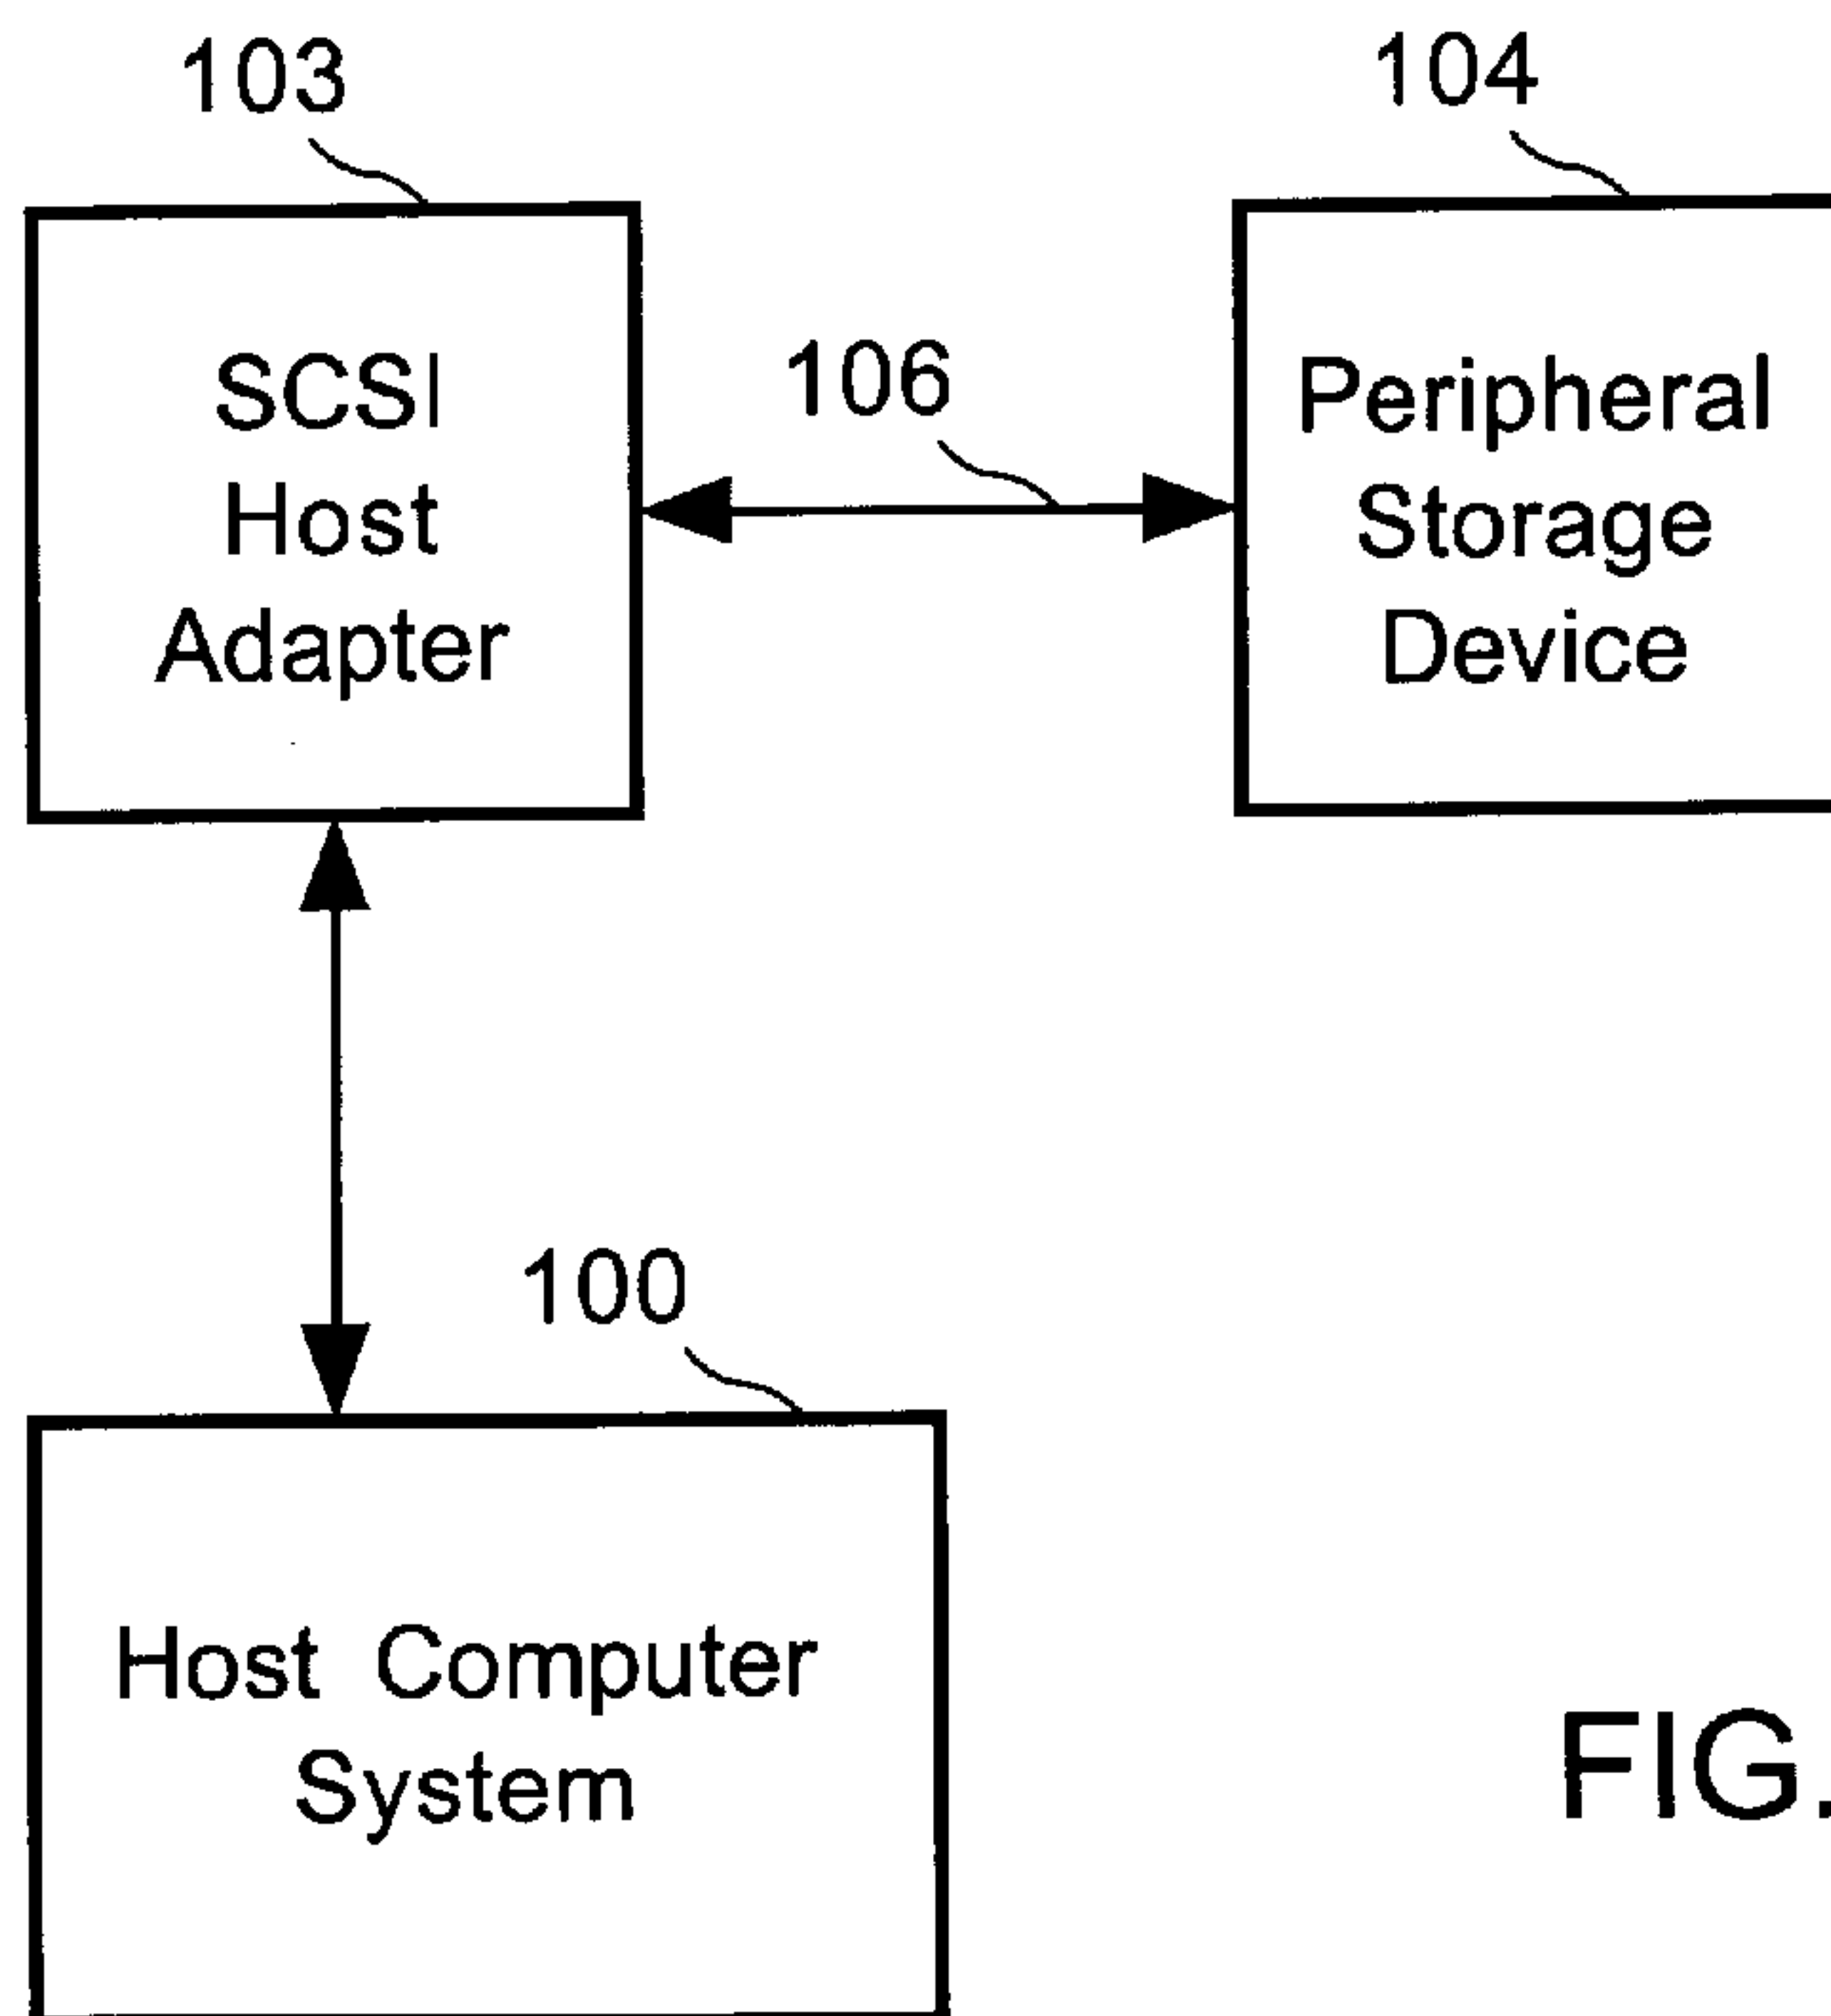 103
104
SCSI
Host
Adapter
106
Peripheral
Storage
Device
100
Host Computer
System
FIG.